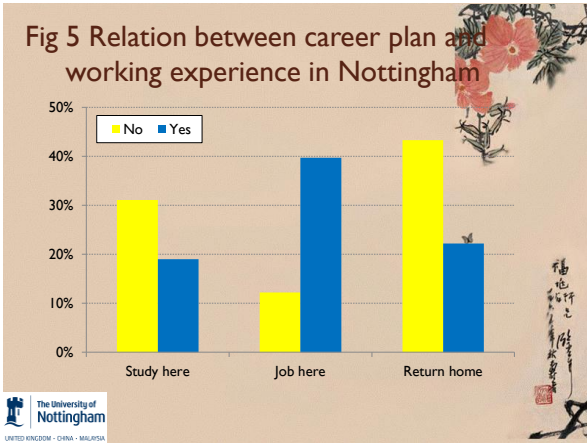 Fig 5 Relation between career plan and
working experience in Nottingham
50%
No Yes
40%
30%
20%
10%
0%
Study here Job here Return home
The University of
Nottingham
UNITED KINGDOM • CHINA • MALAYSIA